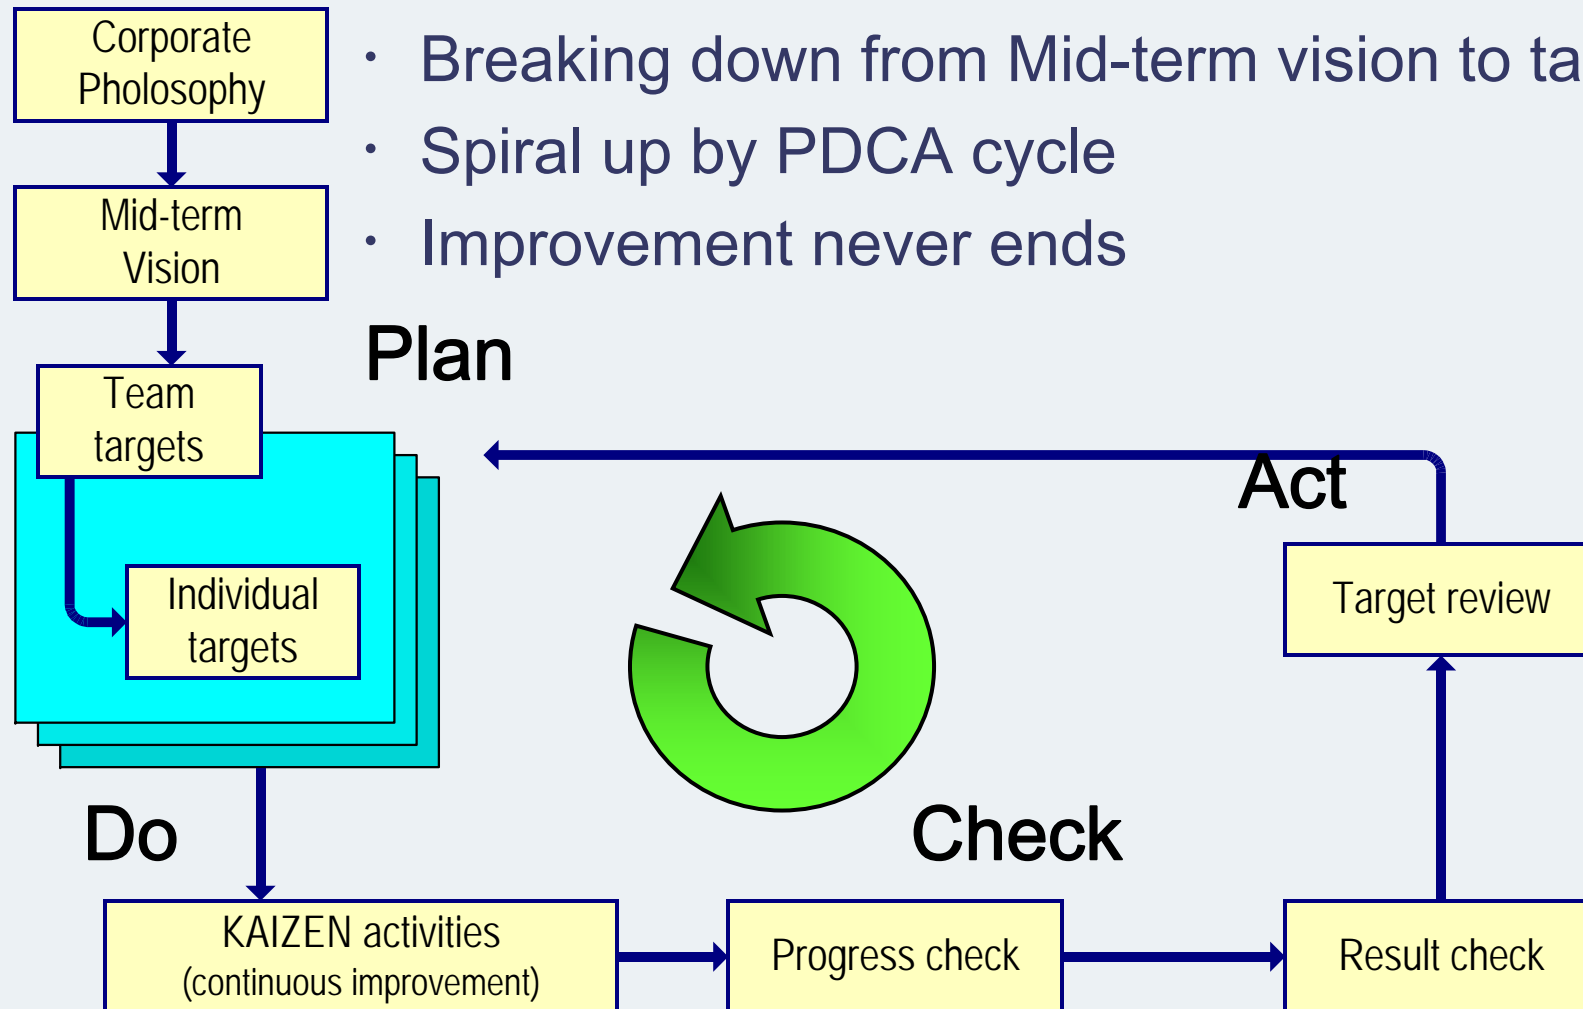 Corporate
Pholosophy
· Breaking down from Mid-term vision to ta
· Spiral up by PDCA cycle
· Improvement never ends
Mid-term
Vision
Plan
Team
targets
Act
Individual
targets
Target review
Do
Check
KAIZEN activities
(continuous improvement)
Progress check
Result check